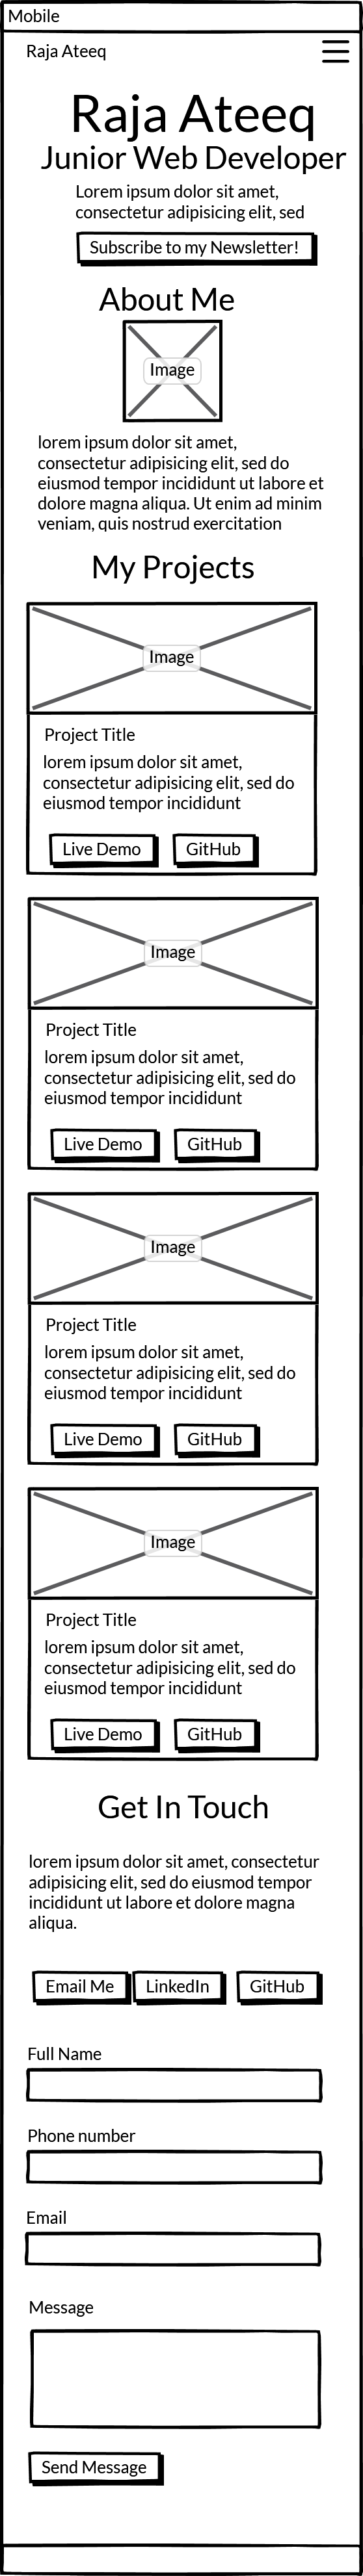 Mobile
Raja Ateeq
Raja Ateeq
Junior Web Developer
Lorem ipsum dolor sit amet,
consectetur adipisicing elit, sed
Subscribe to my Newsletter!
About Me
Image
lorem ipsum dolor sit amet,
consectetur adipisicing elit, sed do
eiusmod tempor incididunt ut labore et
dolore magna aliqua. Ut enim ad minim
veniam, quis nostrud exercitation
My Projects
Image
Project Title
lorem ipsum dolor sit amet,
consectetur adipisicing elit, sed do
eiusmod tempor incididunt
Live Demo GitHub
Image
Project Title
lorem ipsum dolor sit amet,
consectetur adipisicing elit, sed do
eiusmod tempor incididunt
Live Demo GitHub
Image
Project Title
lorem ipsum dolor sit amet,
consectetur adipisicing elit, sed do
eiusmod tempor incididunt
Live Demo GitHub
Image
Project Title
lorem ipsum dolor sit amet,
consectetur adipisicing elit, sed do
eiusmod tempor incididunt
Live Demo GitHub
Get In Touch
lorem ipsum dolor sit amet, consectetur
adipisicing elit, sed do eiusmod tempor
incididunt ut labore et dolore magna
aliqua.
Email Me LinkedIn GitHub
Full Name
Phone number
Email
Message
Send Message